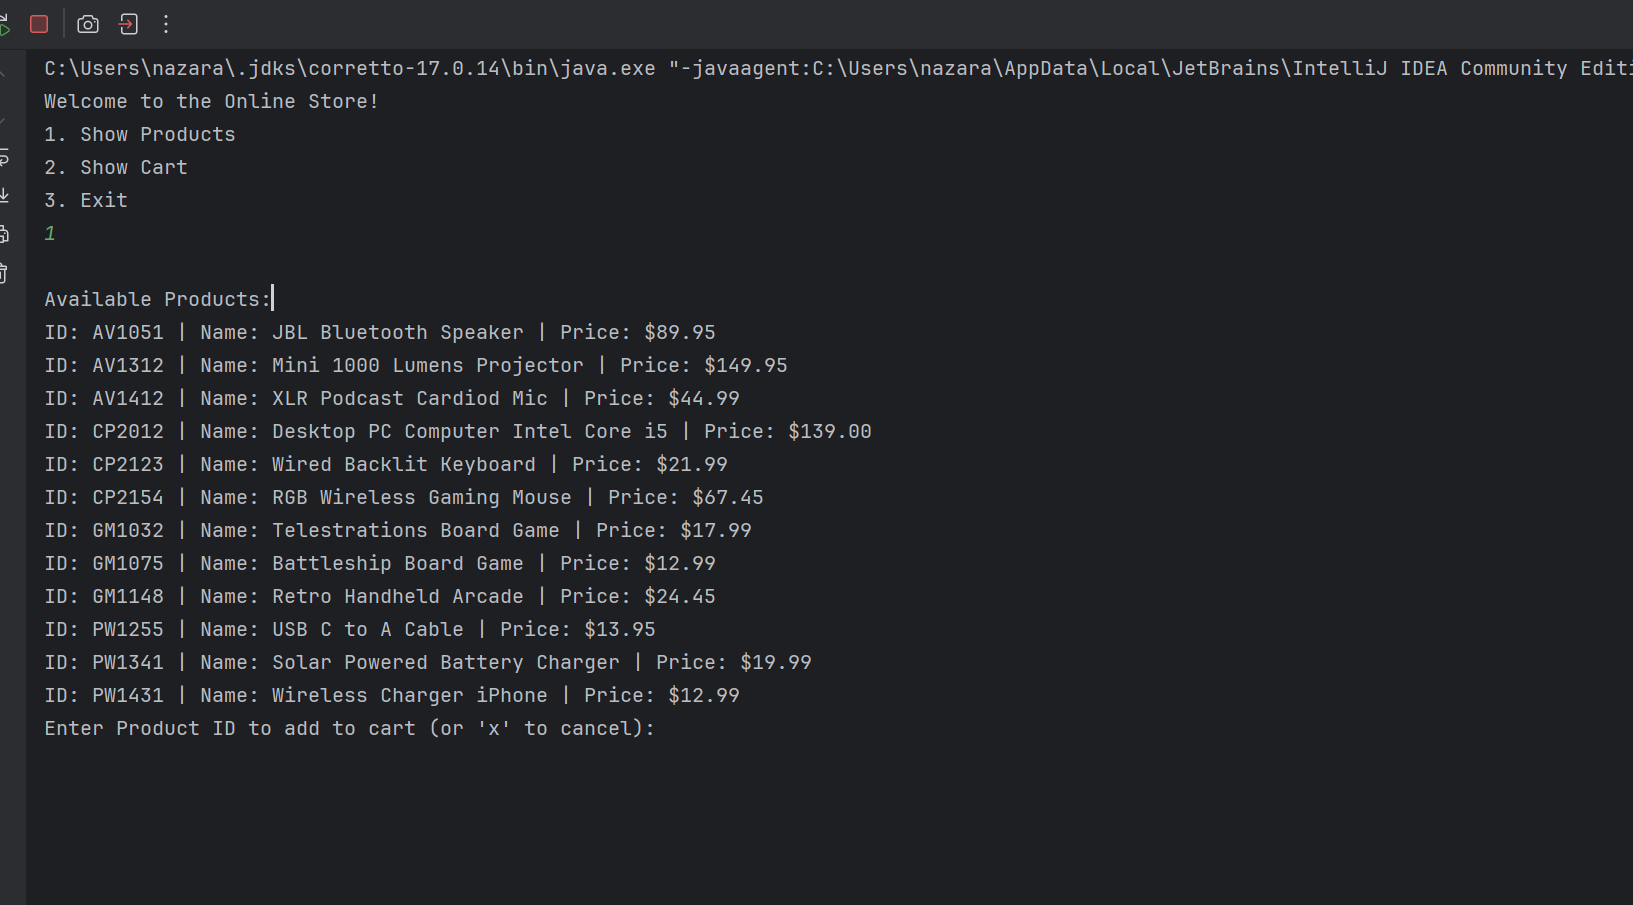 C:\Users\nazara\.jdks\corretto-17.0.14\bin\java.exe "-javaagent:C:\Users\nazara\AppData\Local\JetBrains\IntelliJ IDEA Community Editi
Welcome to the Online Store!
1. Show Products
2. Show Cart
3. Exit
1
Available Products:
ID: AV1051 | Name: JBL Bluetooth Speaker | Price: $89.95
ID: AV1312 | Name: Mini 1000 Lumens Projector | Price: $149.95
ID: AV1412 | Name: XLR Podcast Cardiod Mic | Price: $44.99
ID: CP2012 | Name: Desktop PC Computer Intel Core i5 | Price: $139.00
ID: CP2123 | Name: Wired Backlit Keyboard | Price: $21.99
ID: CP2154 | Name: RGB Wireless Gaming Mouse | Price: $67.45
ID: GM1032 | Name: Telestrations Board Game | Price: $17.99
ID: GM1075 | Name: Battleship Board Game | Price: $12.99
ID: GM1148 | Name: Retro Handheld Arcade | Price: $24.45
ID: PW1255 | Name: USB C to A Cable | Price: $13.95
ID: PW1341 | Name: Solar Powered Battery Charger | Price: $19.99
ID: PW1431 | Name: Wireless Charger iPhone | Price: $12.99
Enter Product ID to add to cart (or 'x' to cancel):